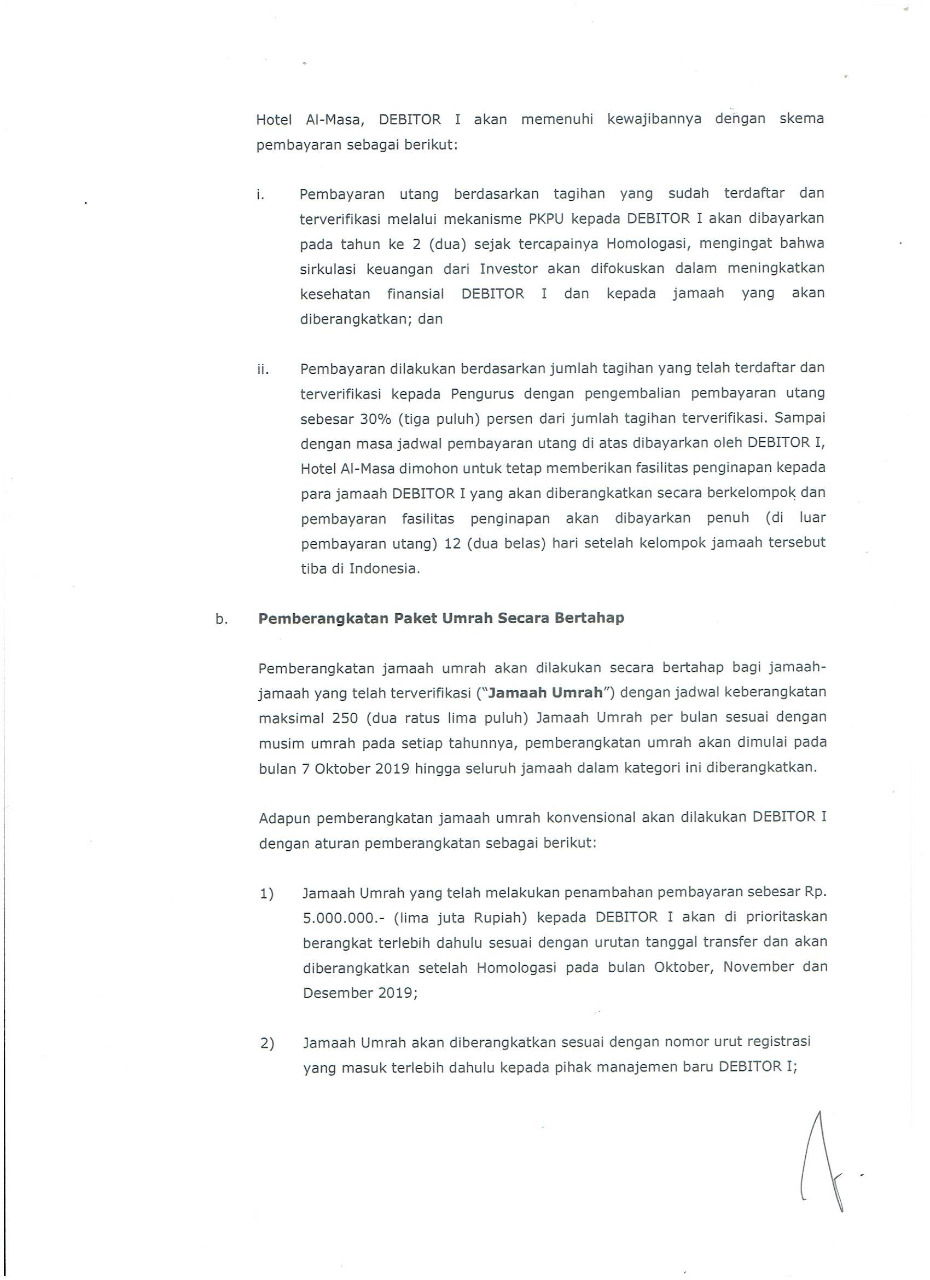 Hotel Al-Masa, DEBITOR I akan memenuhi kewajibannya dengan skema
pembayaran sebagai berikut:
i. Pembayaran utang berdasarkan tagihan yang sudah terdaftar dan
terverifikasi melalui mekanisme PKPU kepada DEBITOR I akan dibayarkan
pada tahun ke 2 (dua) sejak tercapainya Homologasi, mengingat bahwa
sirkulasi keuangan dari Investor akan difokuskan dalam meningkatkan
kesehatan finansial DEBITOR I dan kepada jamaah yang akan
diberangkatkan; dan
ii. Pembayaran dilakukan berdasarkan jumlah tagihan yang telah terdaftar dan
terverifikasi kepada Pengurus dengan pengembalian pembayaran utang
sebesar 30% (tiga puluh) persen dari jumlah tagihan terverifikasi. Sampai
dengan masa jadwal pembayaran utang di atas dibayarkan oleh DEBITOR I,
Hotel Al-Masa dimohon untuk tetap memberikan fasilitas penginapan kepada
para jamaah DEBITOR I yang akan diberangkatkan secara berkelompok dan
pembayaran fasilitas penginapan akan dibayarkan penuh (di luar
pembayaran utang) 12 (dua belas) hari setelah kelompok jamaah tersebut
tiba di Indonesia.
b. Pemberangkatan Paket Umrah Secara Bertahap
Pemberangkatan jamaah umrah akan dilakukan secara bertahap bagi jamaah-
jamaah yang telah terverifikasi ("Jamaah Umrah") dengan jadwal keberangkatan
maksimal 250 (dua ratus lima puluh) Jamaah Umrah per bulan sesuai dengan
musim umrah pada setiap tahunnya, pemberangkatan umrah akan dimulai pada
bulan 7 Oktober 2019 hingga seluruh jamaah dalam kategori ini diberangkatkan.
Adapun pemberangkatan jamaah umrah konvensional akan dilakukan DEBITOR I
dengan aturan pemberangkatan sebagai berikut:
1) Jamaah Umrah yang telah melakukan penambahan pembayaran sebesar Rp.
5.000.000.- (lima juta Rupiah) kepada DEBITOR I akan di prioritaskan
berangkat terlebih dahulu sesuai dengan urutan tanggal transfer dan akan
diberangkatkan setelah Homologasi pada bulan Oktober, November dan
Desember 2019;
2) Jamaah Umrah akan diberangkatkan sesuai dengan nomor urut registrasi
yang masuk terlebih dahulu kepada pihak manajemen baru DEBITOR I;